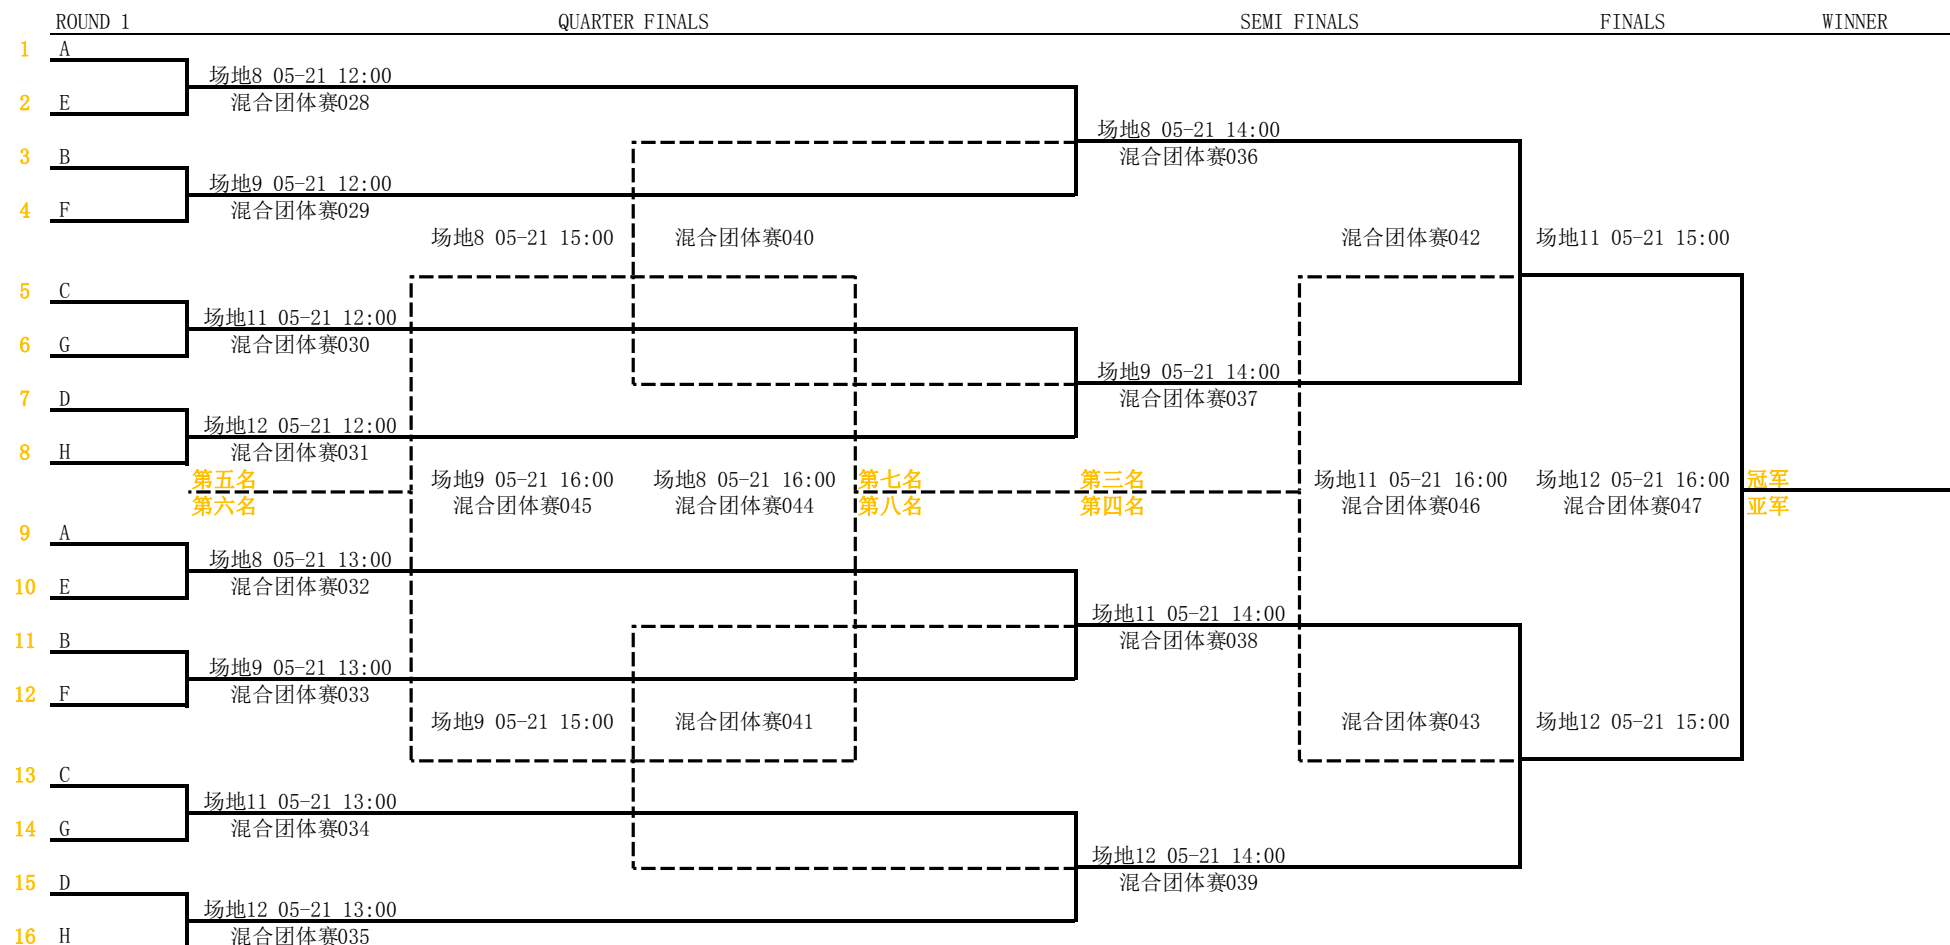 ROUND 1 QUARTER FINALS SEMI FINALS FINALS WINNER
1 A
场地8 05-21 12:00
2 E 混合团体赛028
场地8 05-21 14:00
3 B 混合团体赛036
场地9 05-21 12:00
4 F 混合团体赛029
场地8 05-21 15:00 混合团体赛040 混合团体赛042 场地11 05-21 15:00
5 C
场地11 05-21 12:00
6 G 混合团体赛030
场地9 05-21 14:00
7 D 混合团体赛037
场地12 05-21 12:00
8 H 混合团体赛031
第五名 场地9 05-21 16:00 场地8 05-21 16:00 第七名 第三名 场地11 05-21 16:00 场地12 05-21 16:00 冠军
第六名 混合团体赛045 混合团体赛044 第八名 第四名 混合团体赛046 混合团体赛047 亚军
9 A
场地8 05-21 13:00
10 E 混合团体赛032
场地11 05-21 14:00
11 B 混合团体赛038
场地9 05-21 13:00
12 F 混合团体赛033
场地9 05-21 15:00 混合团体赛041 混合团体赛043 场地12 05-21 15:00
13 C
场地11 05-21 13:00
14 G 混合团体赛034
场地12 05-21 14:00
15 D 混合团体赛039
场地12 05-21 13:00
16 H 混合团体赛035